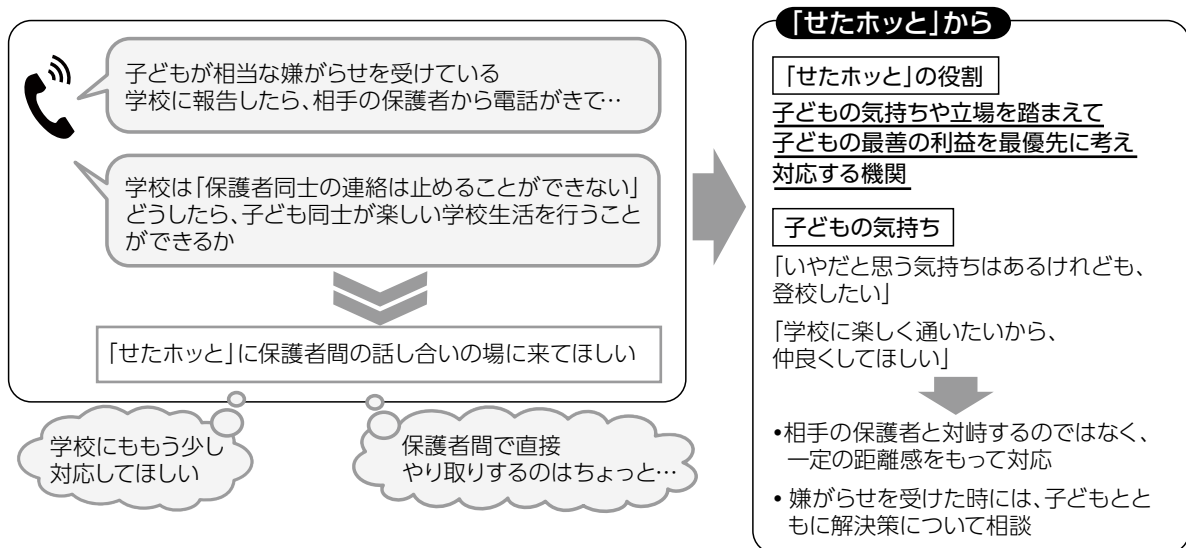 子どもが相当な嫌がらせを受けている
学校に報告したら、相手の保護者から電話がきて…
学校は「保護者同士の連絡は止めることができない」
どうしたら、子ども同士が楽しい学校生活を行うこと
ができるか
「せたホッと」に保護者間の話し合いの場に来てほしい
学校にももう少し
対応してほしい
保護者間で直接
やり取りするのはちょっと…
「せたホッと」から
「せたホッと」の役割
子どもの気持ちや立場を踏まえて
子どもの最善の利益を最優先に考え
対応する機関
子どもの気持ち
「いやだと思う気持ちはあるけれども、
登校したい」
「学校に楽しく通いたいから、
仲良くしてほしい」
•相手の保護者と対峙するのではなく、
一定の距離感をもって対応
• 嫌がらせを受けた時には、子どもとと
もに解決策について相談